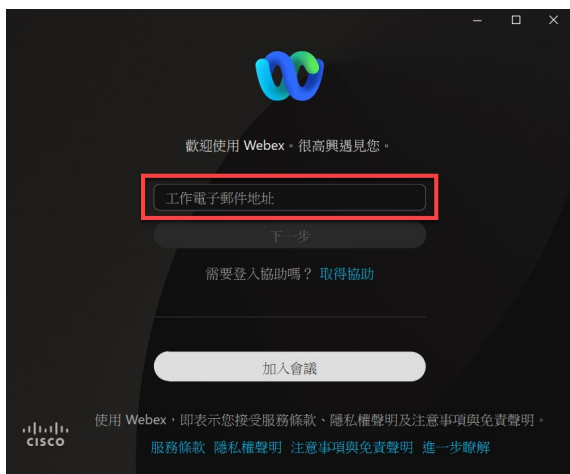 歡迎使用 Webex。很高興遇見您。
工作電子郵件地址
下一步
需要登入協助嗎？ 取得協助
加入會議
使用 Webex，即表示您接受服務條款、隱私權聲明及注意事項與免責聲明。
服務條款 隱私權聲明 注意事項與免責聲明 進一步瞭解
CISCO